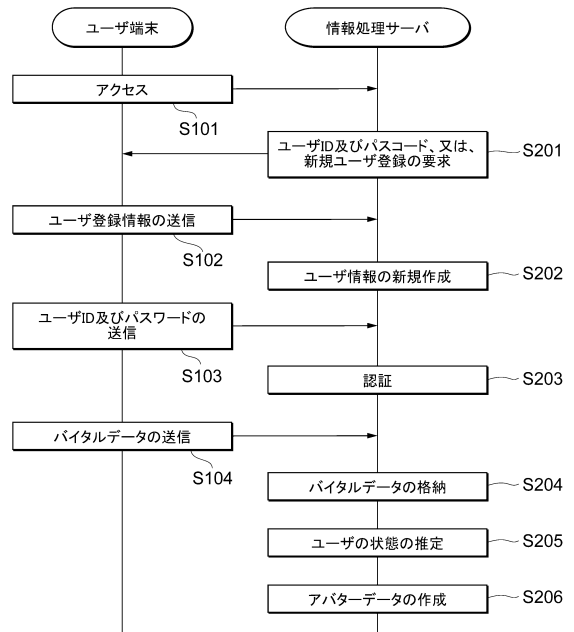 ユーザ端末
情報処理サーバ
アクセス
S101
ユーザID及びパスコード、又は、
新規ユーザ登録の要求
S201
ユーザ登録情報の送信
S102
ユーザ情報の新規作成
S202
ユーザID及びパスワードの
送信
S103
認証
S203
バイタルデータの送信
S104
バイタルデータの格納
S204
ユーザの状態の推定
S205
アバターデータの作成
S206